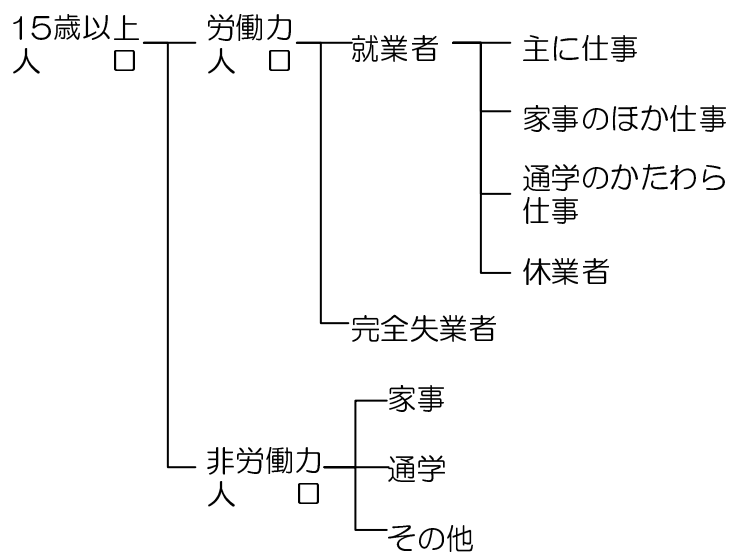 15歳以上
人　　口
労働力
人　口
就業者
主に仕事
家事のほか仕事
通学のかたわら
仕事
休業者
完全失業者
非労働力
人　　口
家事
通学
その他